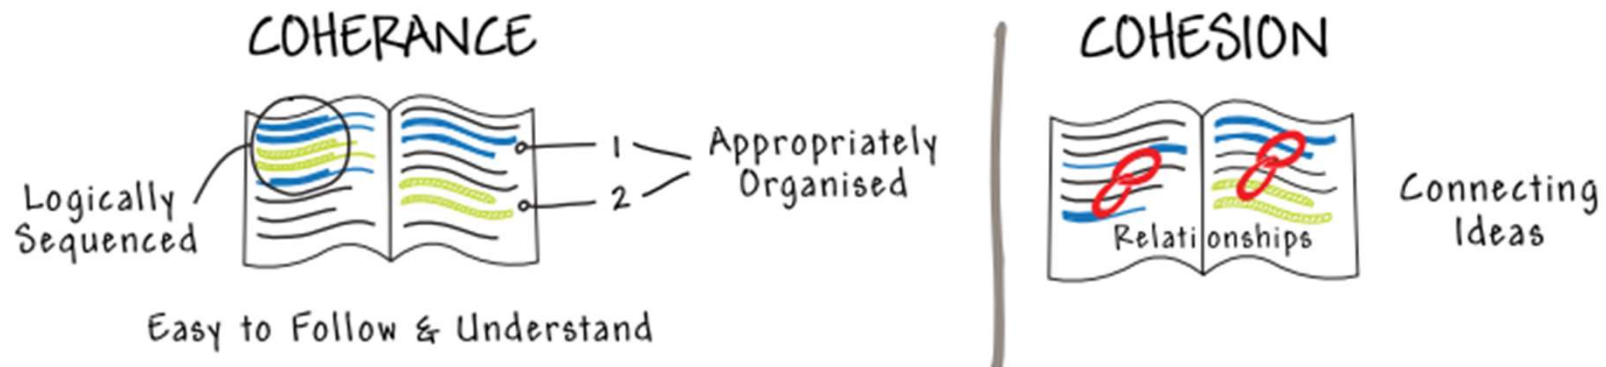 COHERANCE
Logically
Sequenced
1
2
Appropriately
Organised
Easy to Follow & Understand
COHESION
Relationships
Connecting
Ideas